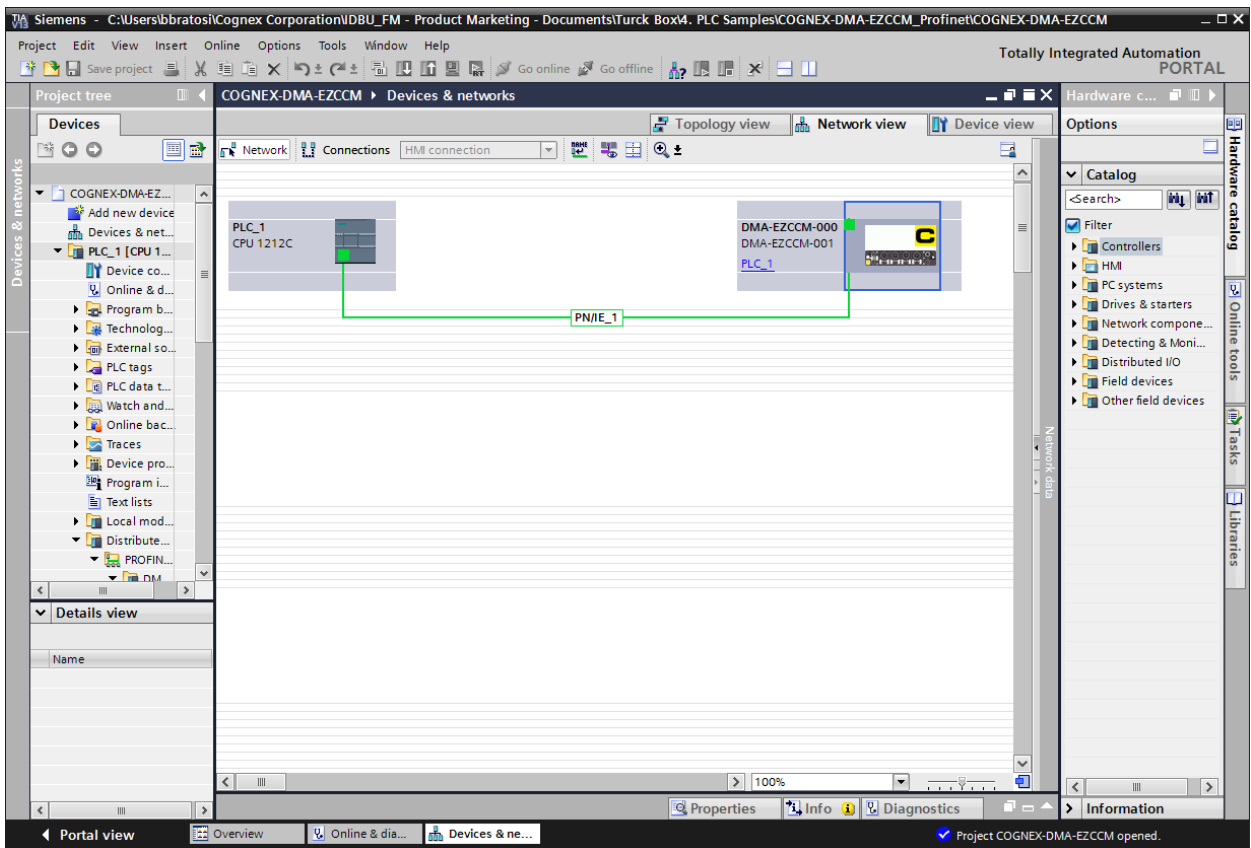 TIA V13 Siemens - C:\Users\bbratosi\Cognex Corporation\IDBU_FM - Product Marketing - Documents\Turck Box\4. PLC Samples\COGNEX-DMA-EZCCM_Profinet\COGNEX-DMA-EZCCM
Project Edit View Insert Online Options Tools Window Help
Totally Integrated Automation
PORTAL
Save project Go online Go offline
Project tree
COGNEX-DMA-EZCCM Devices & networks
Hardware c...
Devices
Topology view Network view Device view
Options
Network Connections HMI connection
Catalog
<Search>
Filter
Controllers
HMI
PC systems
Drives & starters
Network compone...
Detecting & Moni...
Distributed I/O
Field devices
Other field devices
COGNEX-DMA-EZ...
Add new device
Devices & net...
PLC_1 [CPU 1...
Device co...
Online & d...
Program b...
Technolog...
External so...
PLC tags
PLC data t...
Watch and...
Online bac...
Traces
Device pro...
Program i...
Text lists
Local mod...
Distribute...
PROFIN...
DM
PLC_1
CPU 1212C
DMA-EZCCM-000
DMA-EZCCM-001
PLC_1
C
PN/IE_1
Devices & networks
Network data
Hardware catalog
Online tools
Tasks
Libraries
Details view
Name
100%
Properties Info Diagnostics
Information
Portal view Overview Online & dia... Devices & ne...
Project COGNEX-DMA-EZCCM opened.